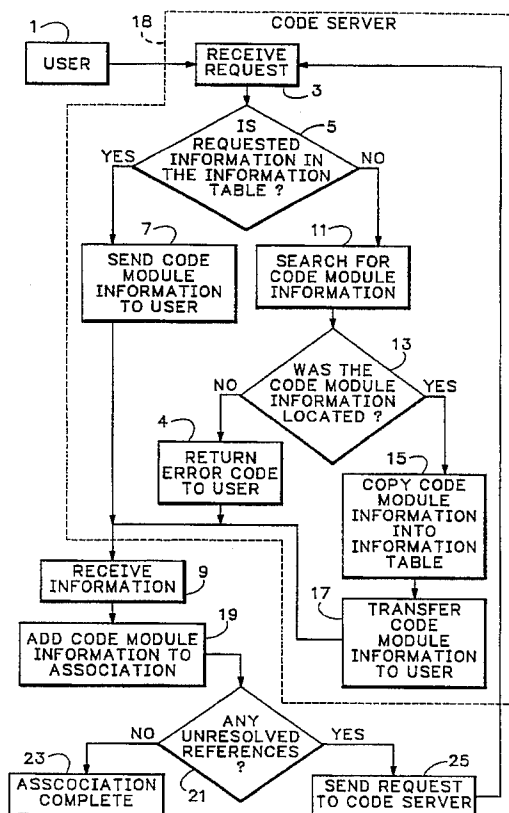 1
18
CODE SERVER
USER
RECEIVE
REQUEST
3
IS
REQUESTED
INFORMATION IN
THE INFORMATION
TABLE ?
5
YES
NO
7
SEND CODE
MODULE
INFORMATION
TO USER
11
SEARCH FOR
CODE MODULE
INFORMATION
13
WAS THE
CODE MODULE
INFORMATION
LOCATED ?
NO
YES
4
RETURN
ERROR CODE
TO USER
15
COPY CODE
MODULE
INFORMATION
INTO
INFORMATION
TABLE
RECEIVE
INFORMATION
9
17
TRANSFER
CODE
MODULE
INFORMATION
TO USER
19
ADD CODE MODULE
INFORMATION TO
ASSOCIATION
ANY
UNRESOLVED
REFERENCES
?
NO
YES
21
23
ASSCOCIATION
COMPLETE
25
SEND REQUEST
TO CODE SERVER